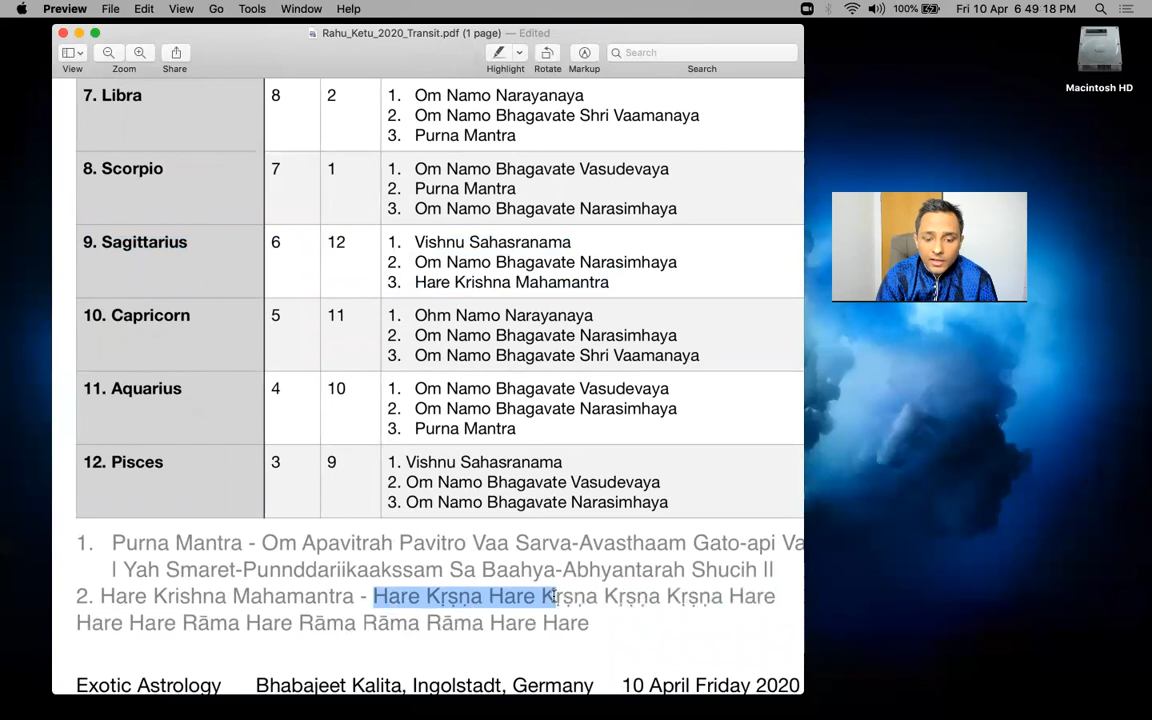 Preview File Edit View Go Tools Window Help 100% Fri 10 Apr 6 49 18 PM
Rahu_Ketu_2020_Transit.pdf (1 page) — Edited
Search
View Zoom Share Highlight Rotate Markup Search
Macintosh HD
7. Libra 8 2 1. Om Namo Narayanaya
2. Om Namo Bhagavate Shri Vaamanaya
3. Purna Mantra
8. Scorpio 7 1 1. Om Namo Bhagavate Vasudevaya
2. Purna Mantra
3. Om Namo Bhagavate Narasimhaya
9. Sagittarius 6 12 1. Vishnu Sahasranama
2. Om Namo Bhagavate Narasimhaya
3. Hare Krishna Mahamantra
10. Capricorn 5 11 1. Ohm Namo Narayanaya
2. Om Namo Bhagavate Narasimhaya
3. Om Namo Bhagavate Shri Vaamanaya
11. Aquarius 4 10 1. Om Namo Bhagavate Vasudevaya
2. Om Namo Bhagavate Narasimhaya
3. Purna Mantra
12. Pisces 3 9 1. Vishnu Sahasranama
2. Om Namo Bhagavate Vasudevaya
3. Om Namo Bhagavate Narasimhaya
1. Purna Mantra - Om Apavitrah Pavitro Vaa Sarva-Avasthaam Gato-api Va
I Yah Smaret-Punnddariikaakssam Sa Baahya-Abhyantarah Shucih II
2. Hare Krishna Mahamantra - Hare Kṛṣṇa Hare Kṛṣṇa Kṛṣṇa Kṛṣṇa Hare
Hare Hare Rāma Hare Rāma Rāma Rāma Hare Hare
Exotic Astrology Bhabajeet Kalita, Ingolstadt, Germany 10 April Friday 2020